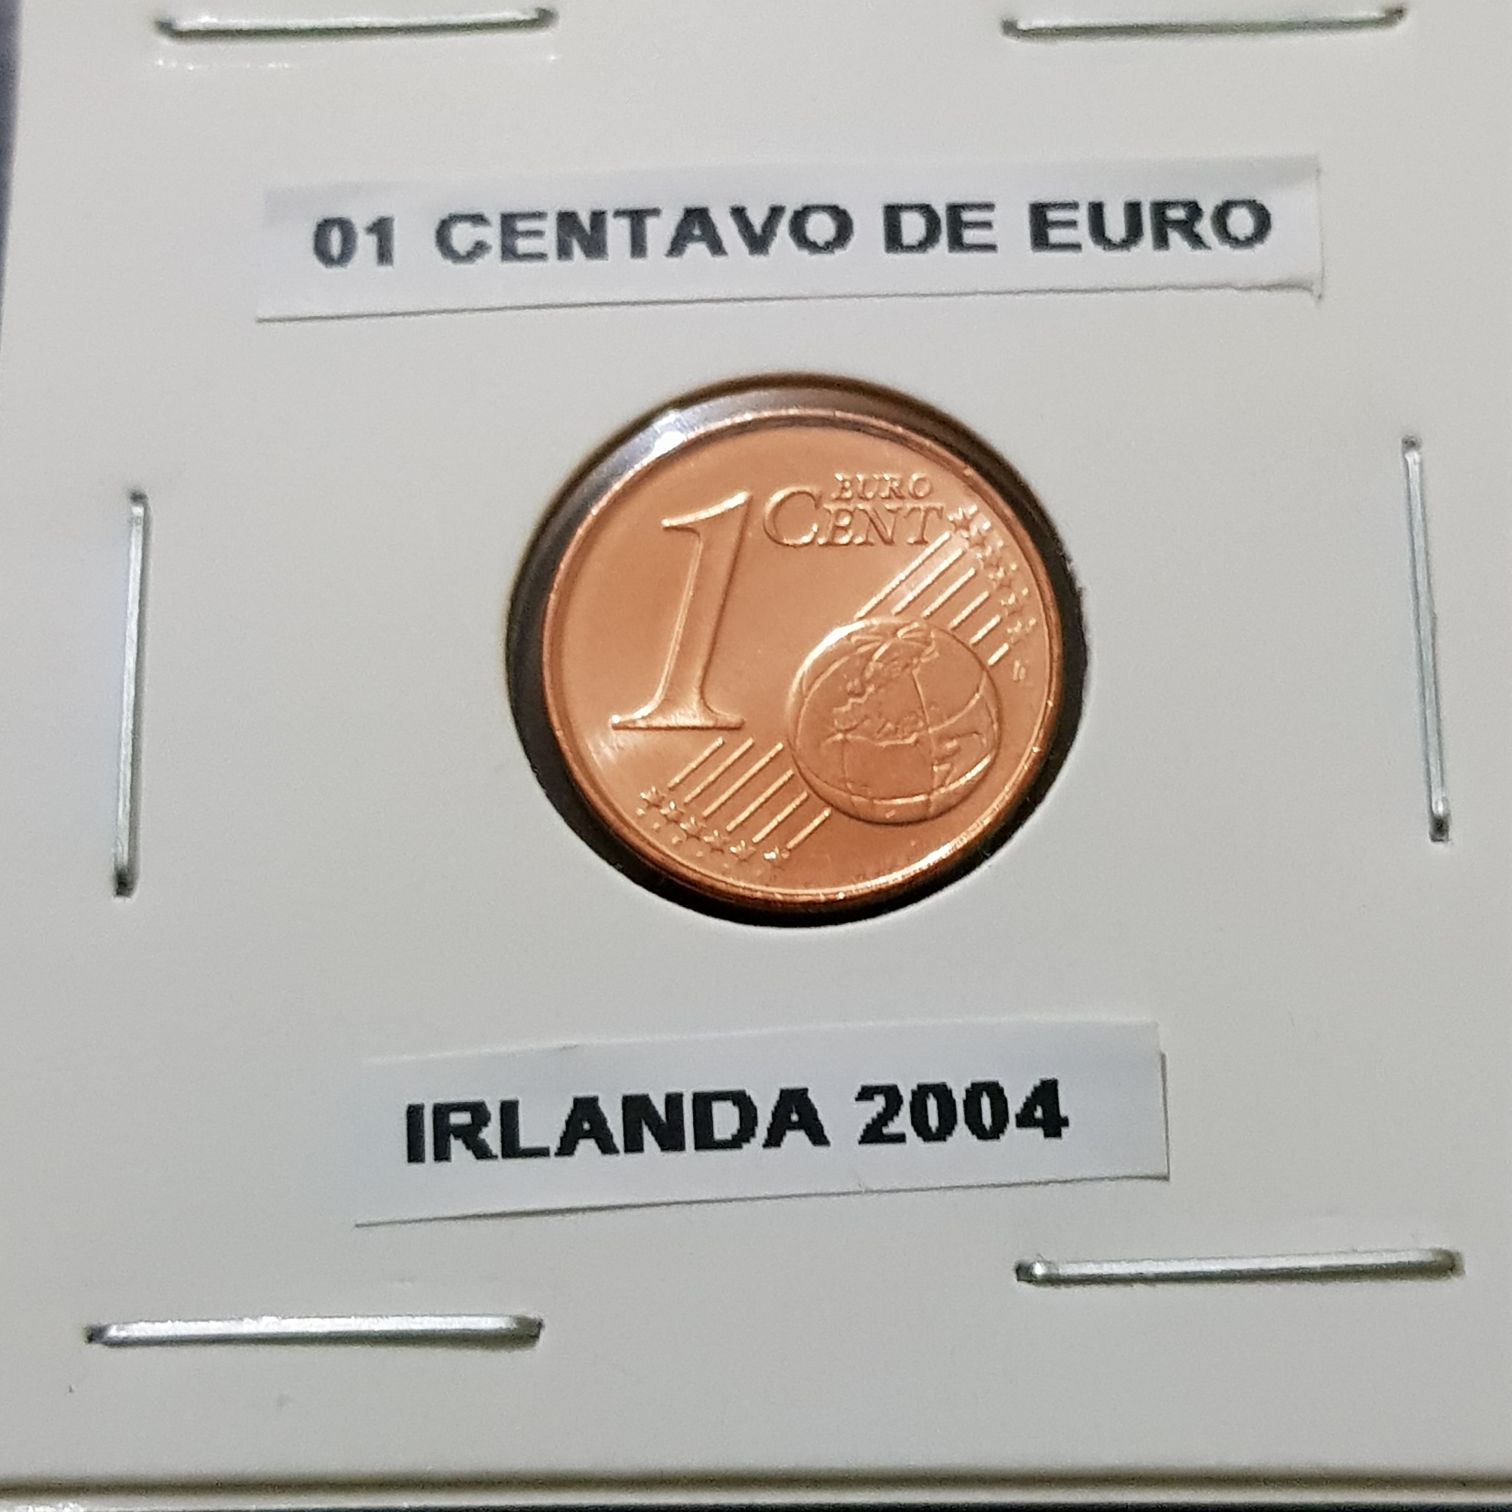 01 CENTAVO DE EURO
1 EURO
CENT
IRLANDA 2004